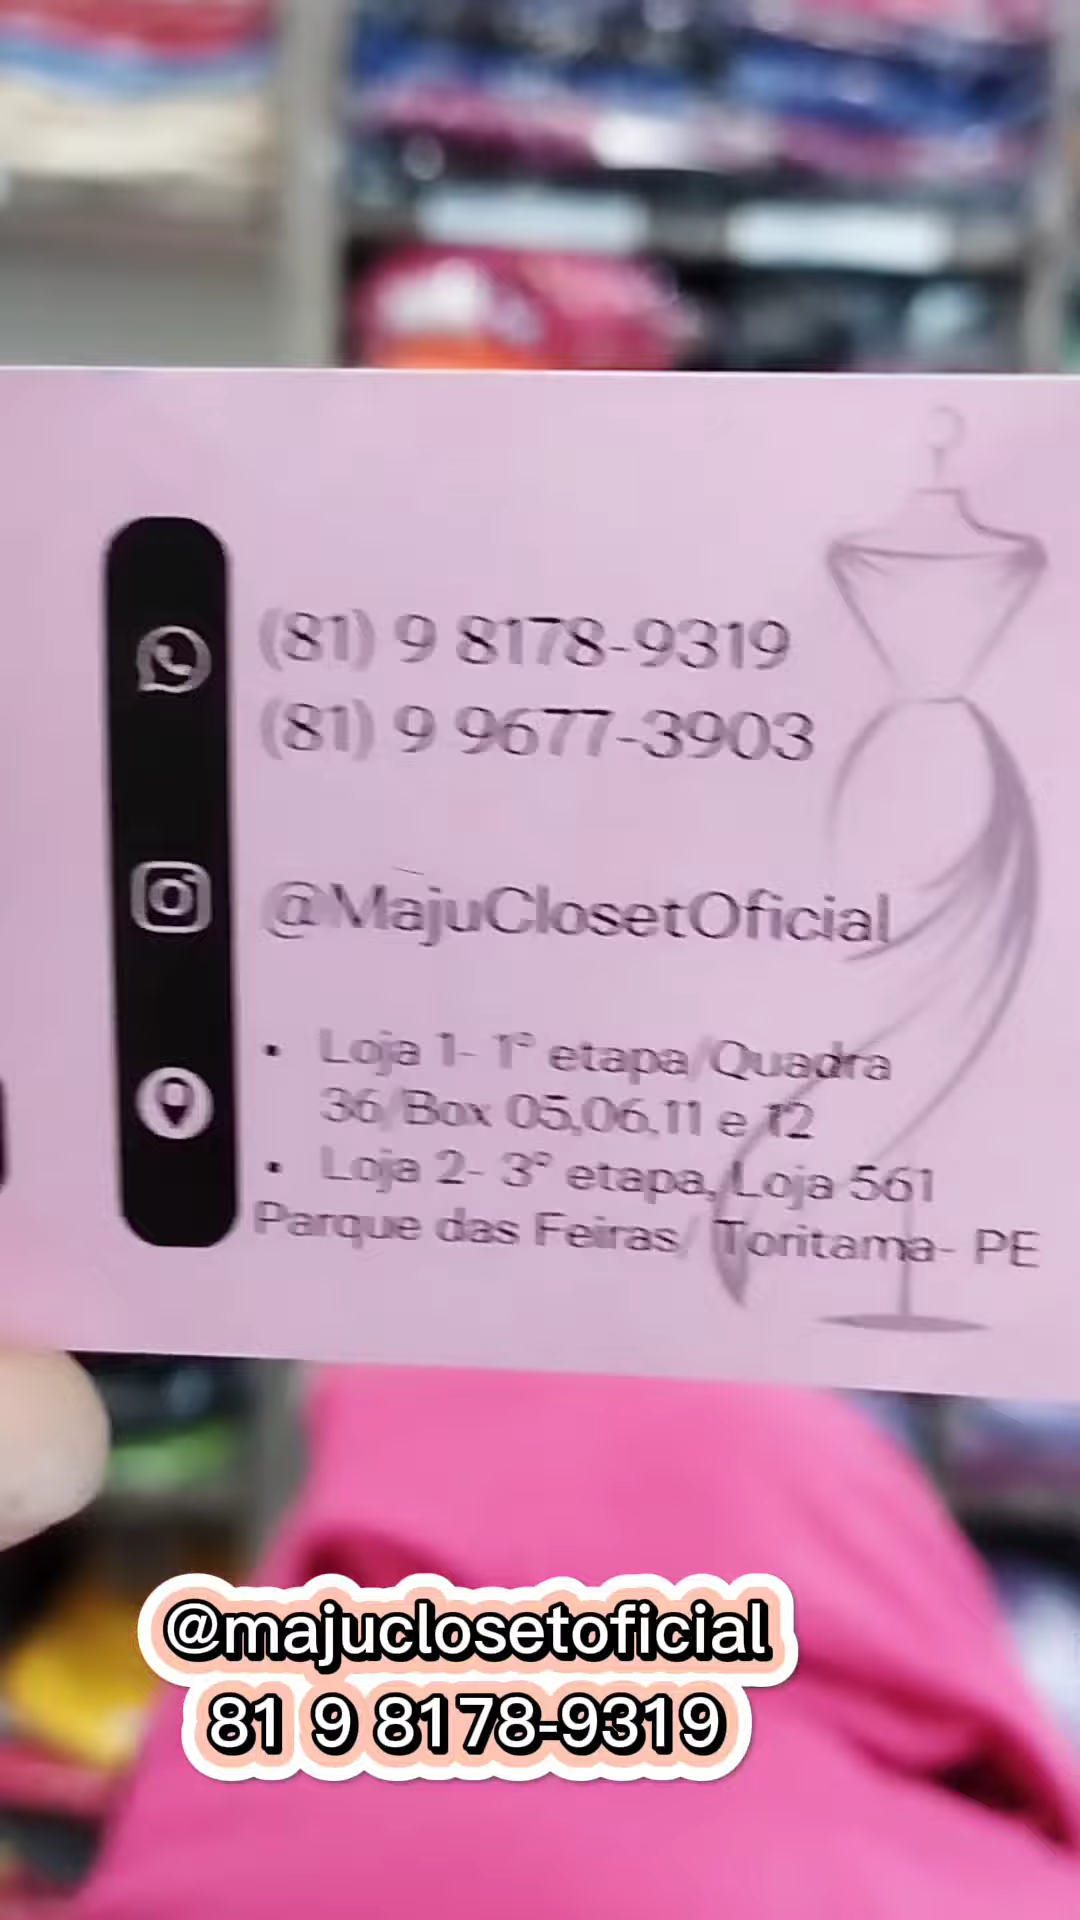 (81) 9 8178-9319
(81) 9 9677-3903
@MajuClosetOficial
• Loja 1- 1° etapa/Quadra
36/Box 05,06,11 e 12
• Loja 2- 3° etapa, Loja 561
Parque das Feiras/ Toritama- PE
@majuclosetoficial
81 9 8178-9319